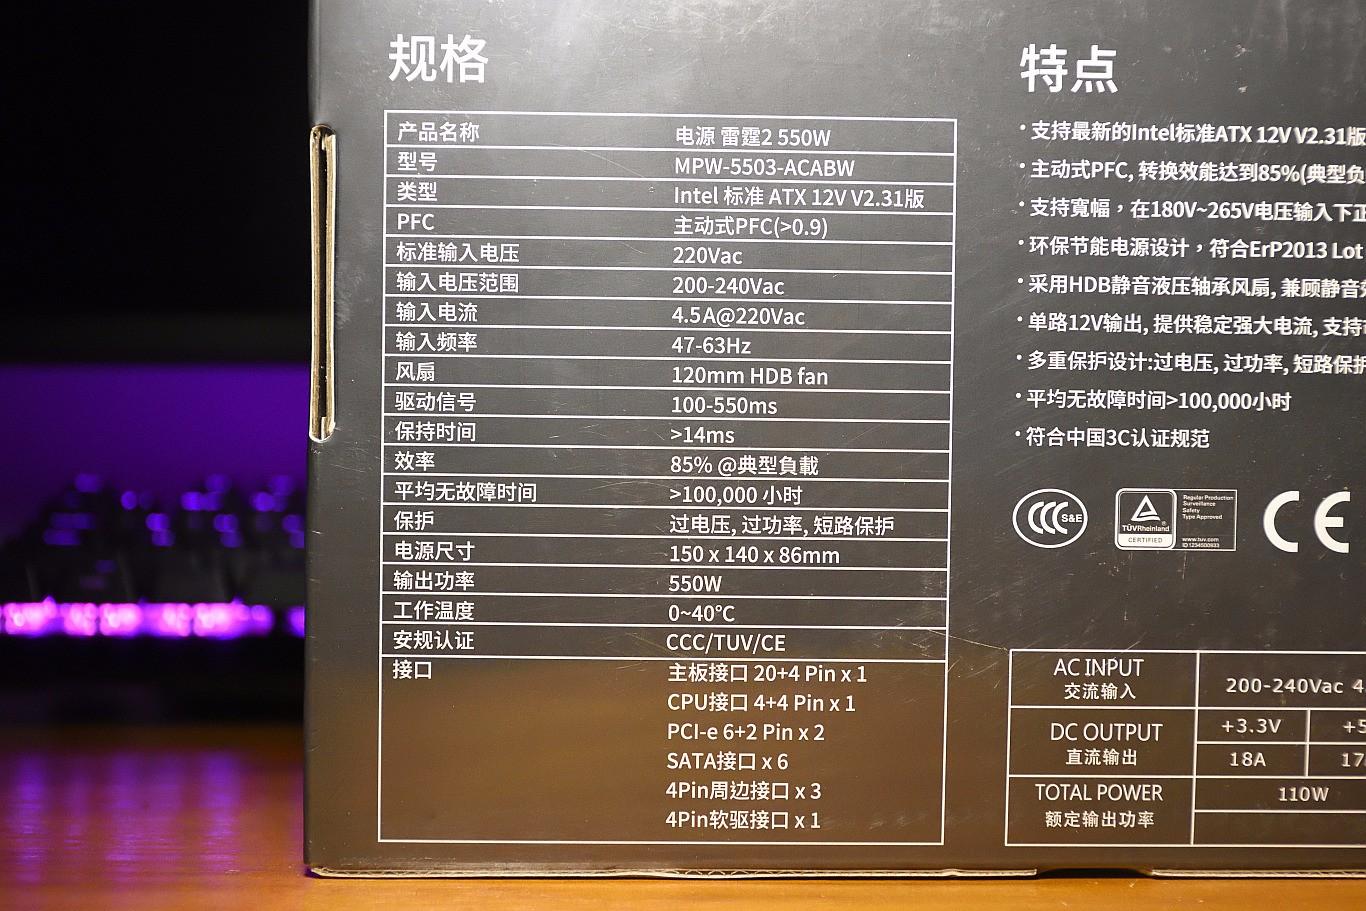 规格
产品名称 电源 雷霆2 550W
型号 MPW-5503-ACABW
类型 Intel 标准 ATX 12V V2.31版
PFC 主动式PFC(>0.9)
标准输入电压 220Vac
输入电压范围 200-240Vac
输入电流 4.5A@220Vac
输入频率 47-63Hz
风扇 120mm HDB fan
驱动信号 100-550ms
保持时间 >14ms
效率 85% @典型負載
平均无故障时间 >100,000 小时
保护 过电压, 过功率, 短路保护
电源尺寸 150 x 140 x 86mm
输出功率 550W
工作温度 0~40℃
安规认证 CCC/TUV/CE
接口 主板接口 20+4 Pin x 1
CPU接口 4+4 Pin x 1
PCI-e 6+2 Pin x 2
SATA接口 x 6
4Pin周边接口 x 3
4Pin软驱接口 x 1
特点
·支持最新的Intel标准ATX 12V V2.31版
·主动式PFC, 转换效能达到85%(典型负
·支持寬幅，在180V~265V电压输入下正
·环保节能电源设计，符合ErP2013 Lot
·采用HDB静音液压轴承风扇, 兼顾静音
·单路12V输出, 提供稳定强大电流, 支持
·多重保护设计:过电压, 过功率, 短路保护
·平均无故障时间>100,000小时
·符合中国3C认证规范
CCC S&E
TÜVRheinland
CERTIFIED
Regular Production
Surveillance
Safety
Type Approved
www.tuv.com
CE
AC INPUT
交流输入
200-240Vac 4
DC OUTPUT
直流输出
+3.3V +5
18A 17
TOTAL POWER
额定输出功率
110W